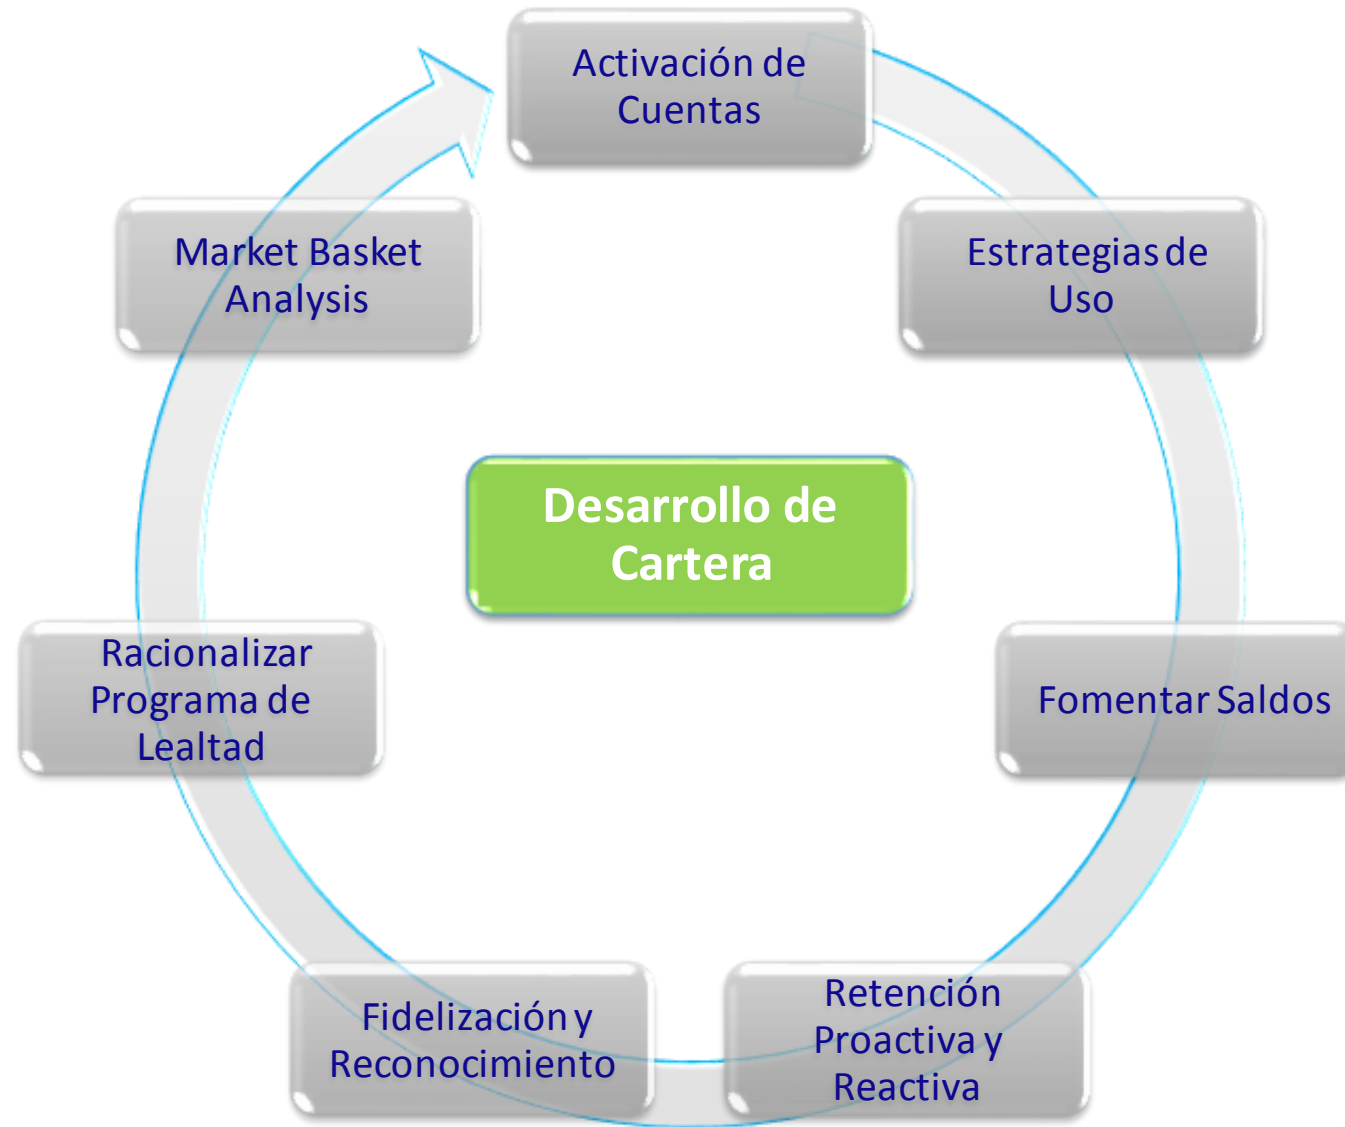 Activación de
Cuentas
Estrategias de
Uso
Fomentar Saldos
Retención
Proactiva y
Reactiva
Fidelización y
Reconocimiento
Racionalizar
Programa de
Lealtad
Market Basket
Analysis
Desarrollo de
Cartera